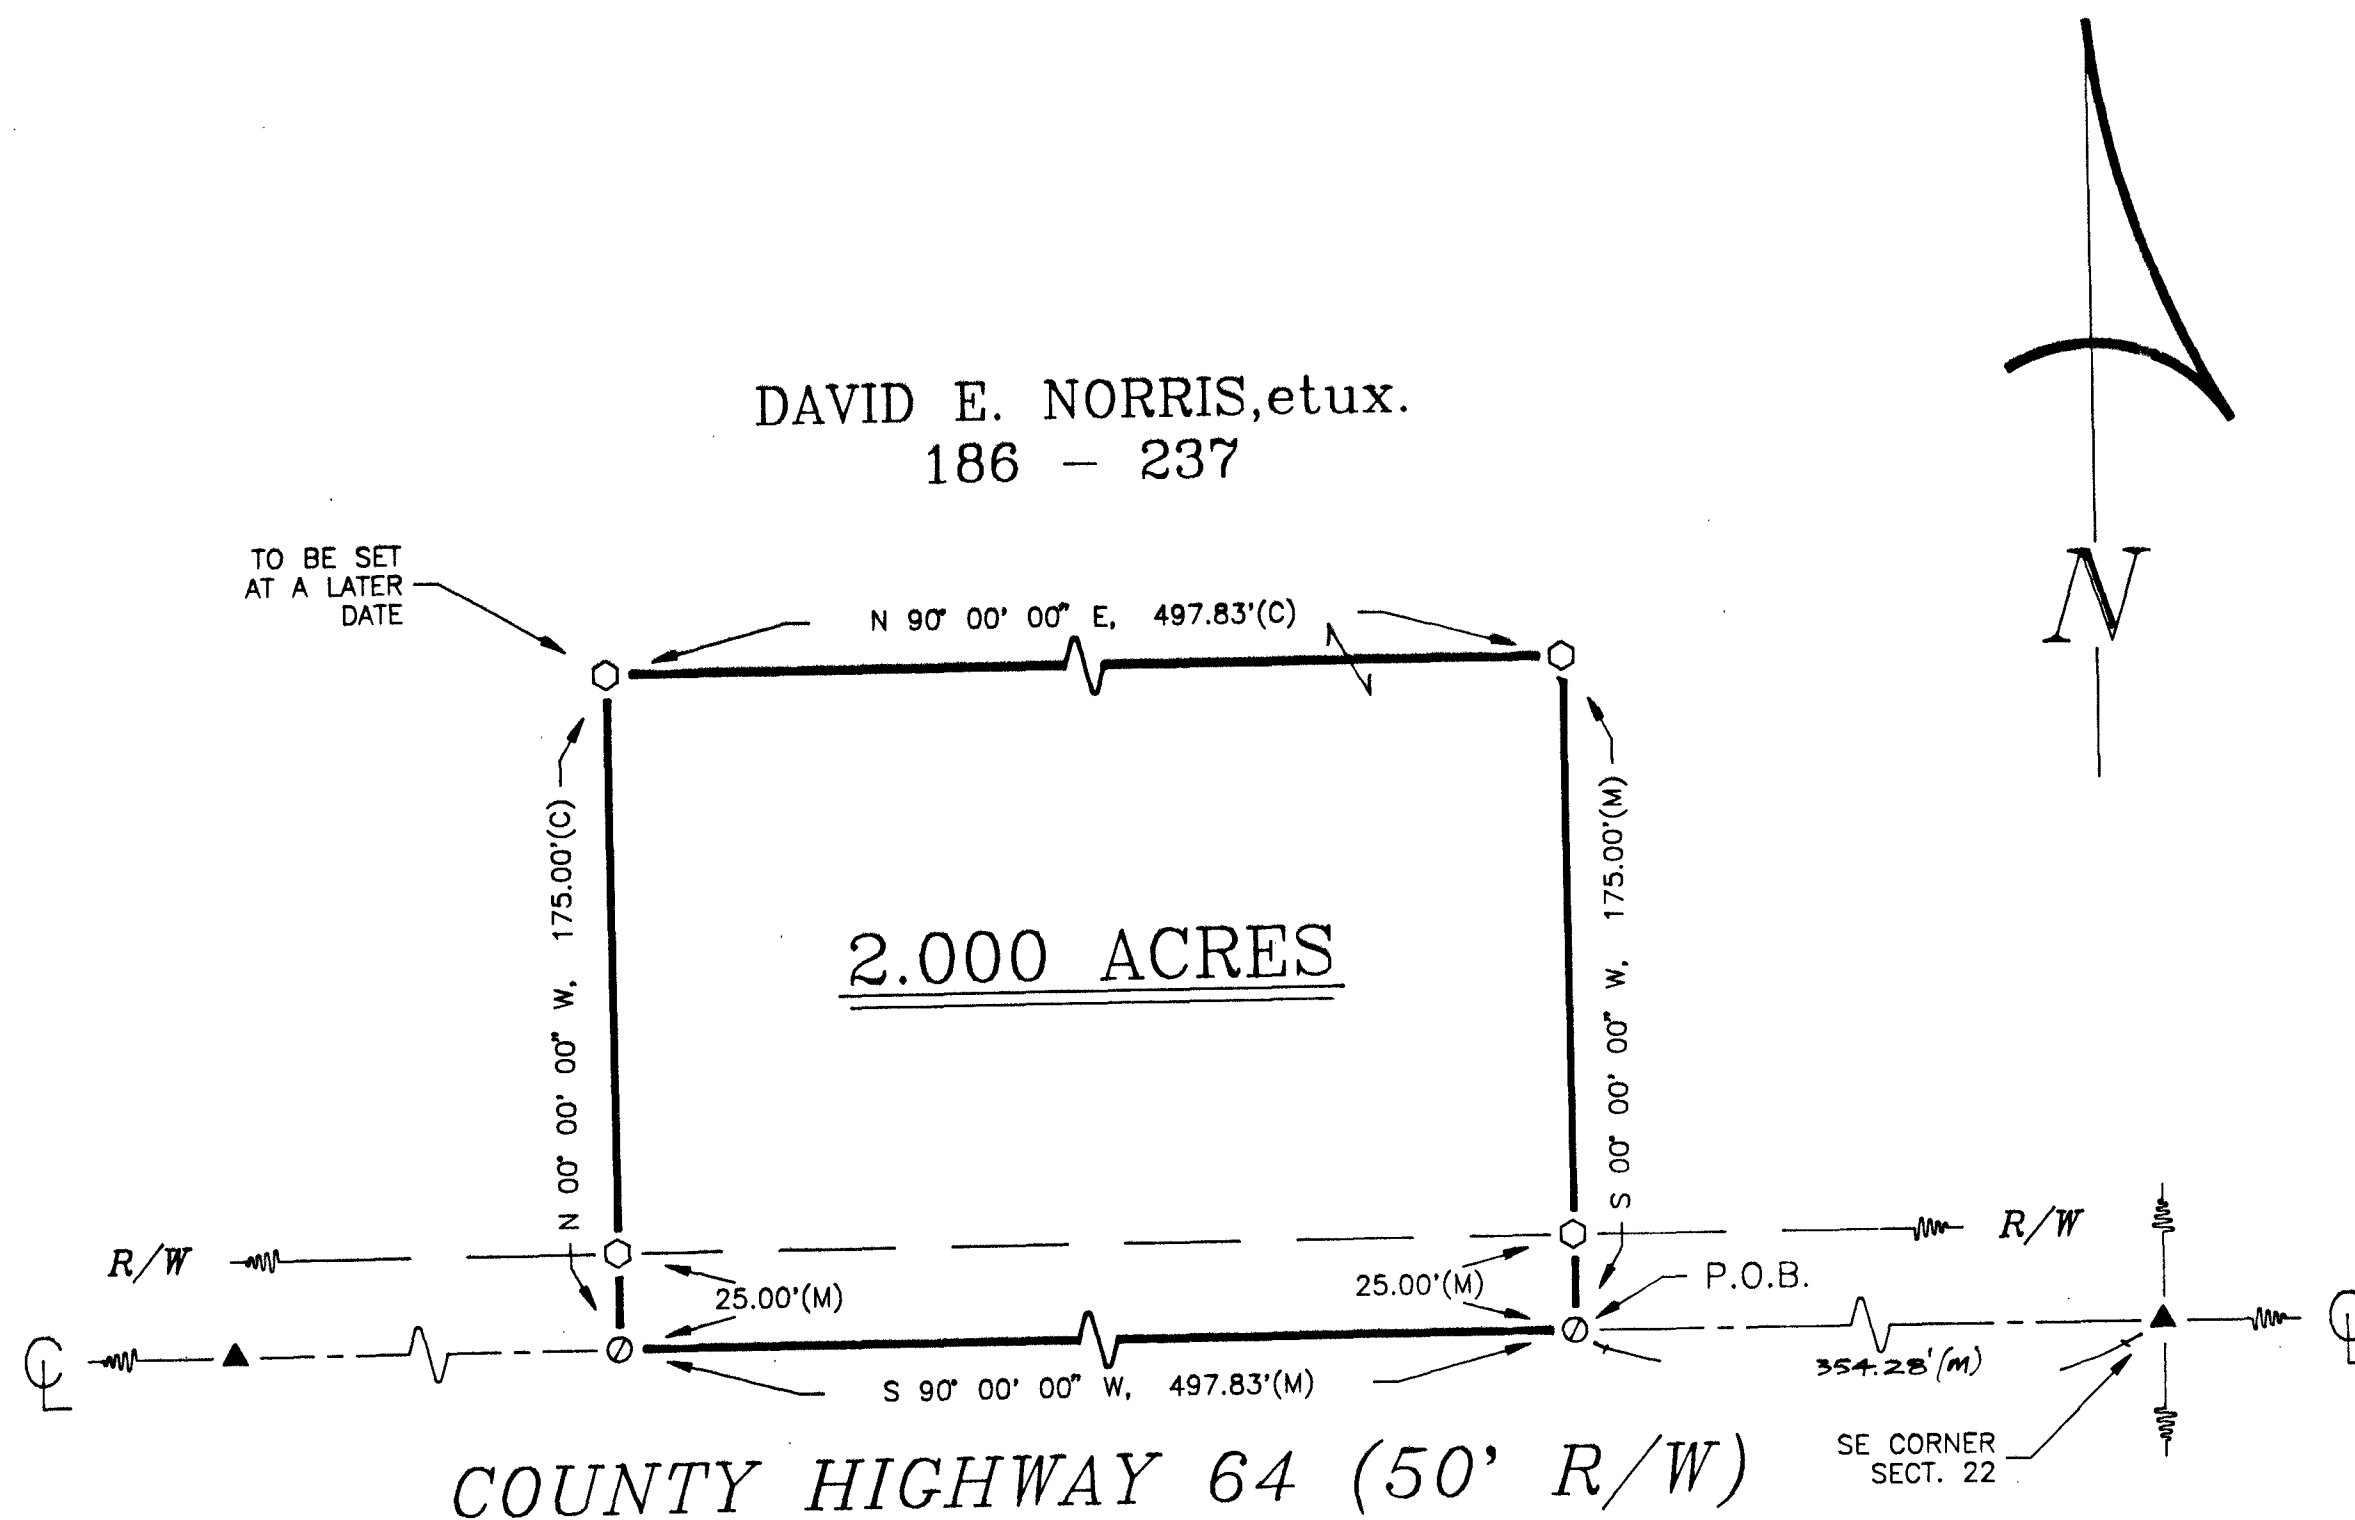 DAVID E. NORRIS,etux.
186 - 237
N
TO BE SET
AT A LATER
DATE
N 90° 00' 00" E, 497.83'(C)
N 00° 00' 00" W, 175.00'(C)
S 00° 00' 00" W, 175.00'(M)
2.000 ACRES
R/W
R/W
25.00'(M)
25.00'(M)
P.O.B.
CL
CL
354.28'(M)
S 90° 00' 00" W, 497.83'(M)
SE CORNER
SECT. 22
COUNTY HIGHWAY 64 (50' R/W)